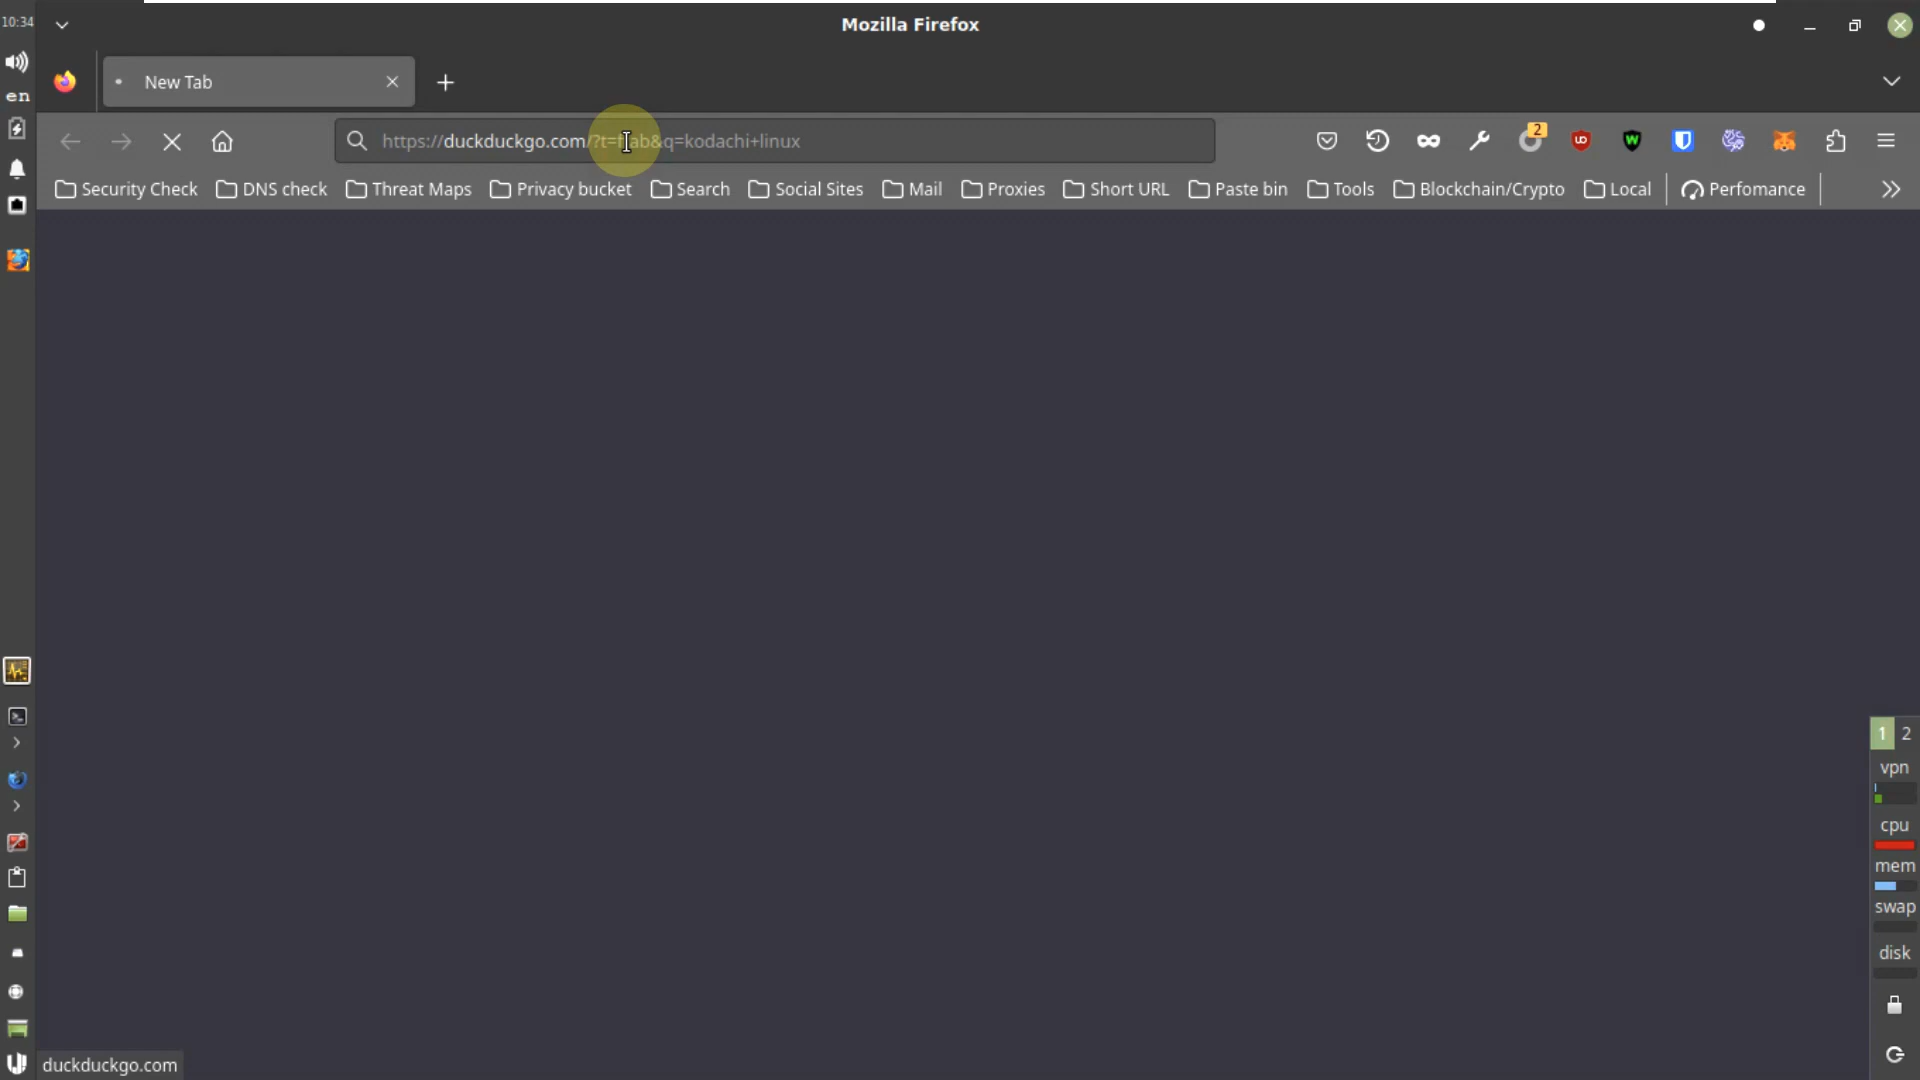 10:34
Mozilla Firefox
en
New Tab
https://duckduckgo.com/?t=ffab&q=kodachi+linux
2
Security Check DNS check Threat Maps Privacy bucket Search Social Sites Mail Proxies Short URL Paste bin Tools Blockchain/Crypto Local Perfomance
1 2
vpn
cpu
mem
swap
disk
duckduckgo.com